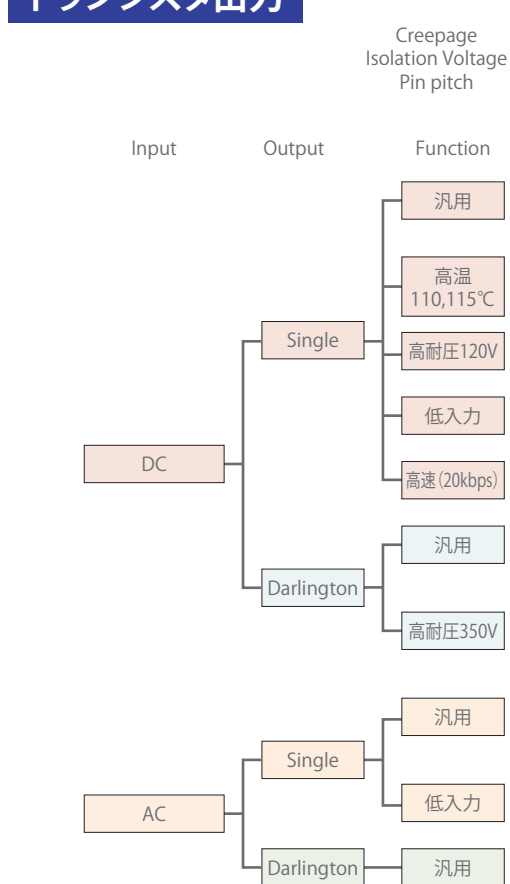 トランジスタ出力
Creepage
Isolation Voltage
Pin pitch
Input
Output
Function
汎用
高温
110,115℃
Single
高耐圧120V
低入力
DC
高速(20kbps)
汎用
Darlington
高耐圧350V
汎用
Single
低入力
AC
Darlington
汎用